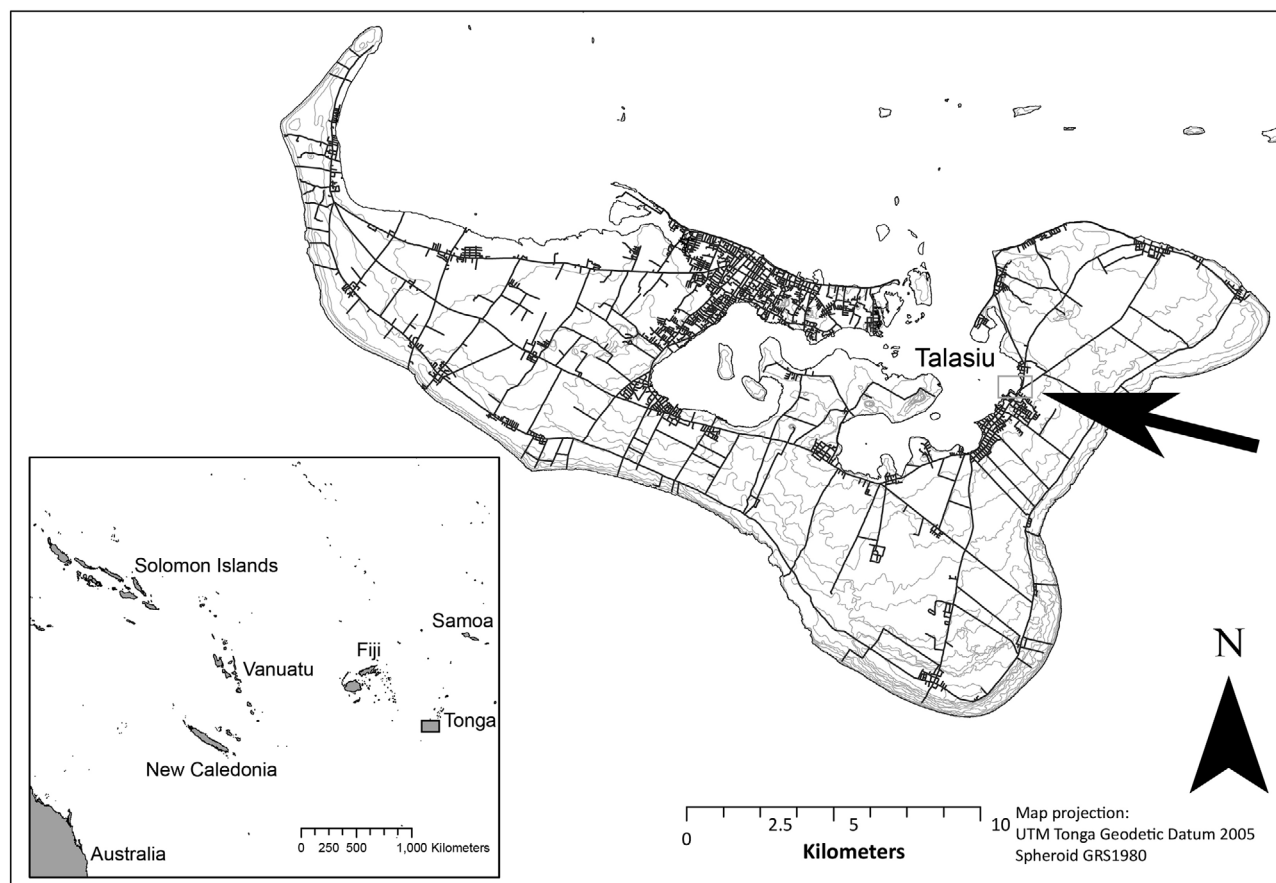 Talasiu
Solomon Islands
Samoa
Fiji
Vanuatu
Tonga
New Caledonia
0 250 500 1,000 Kilometers
Australia
N
0 2.5 5 10
Kilometers
Map projection:
UTM Tonga Geodetic Datum 2005
Spheroid GRS1980